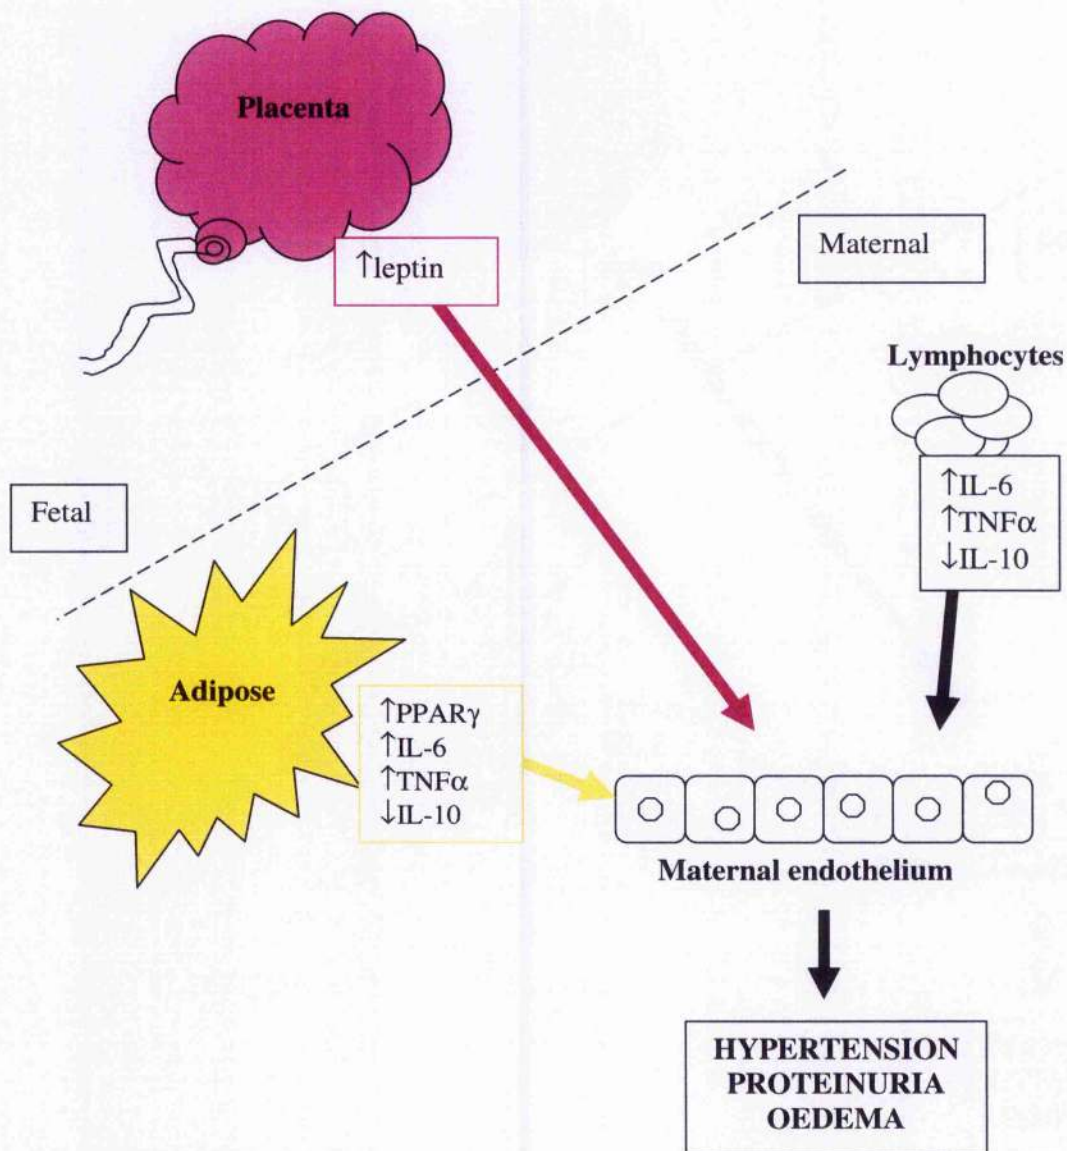 Placenta
↑leptin
Maternal
Lymphocytes
↑IL-6
↑TNFα
↓IL-10
Fetal
Adipose
↑PPARγ
↑IL-6
↑TNFα
↓IL-10
Maternal endothelium
HYPERTENSION
PROTEINURIA
OEDEMA